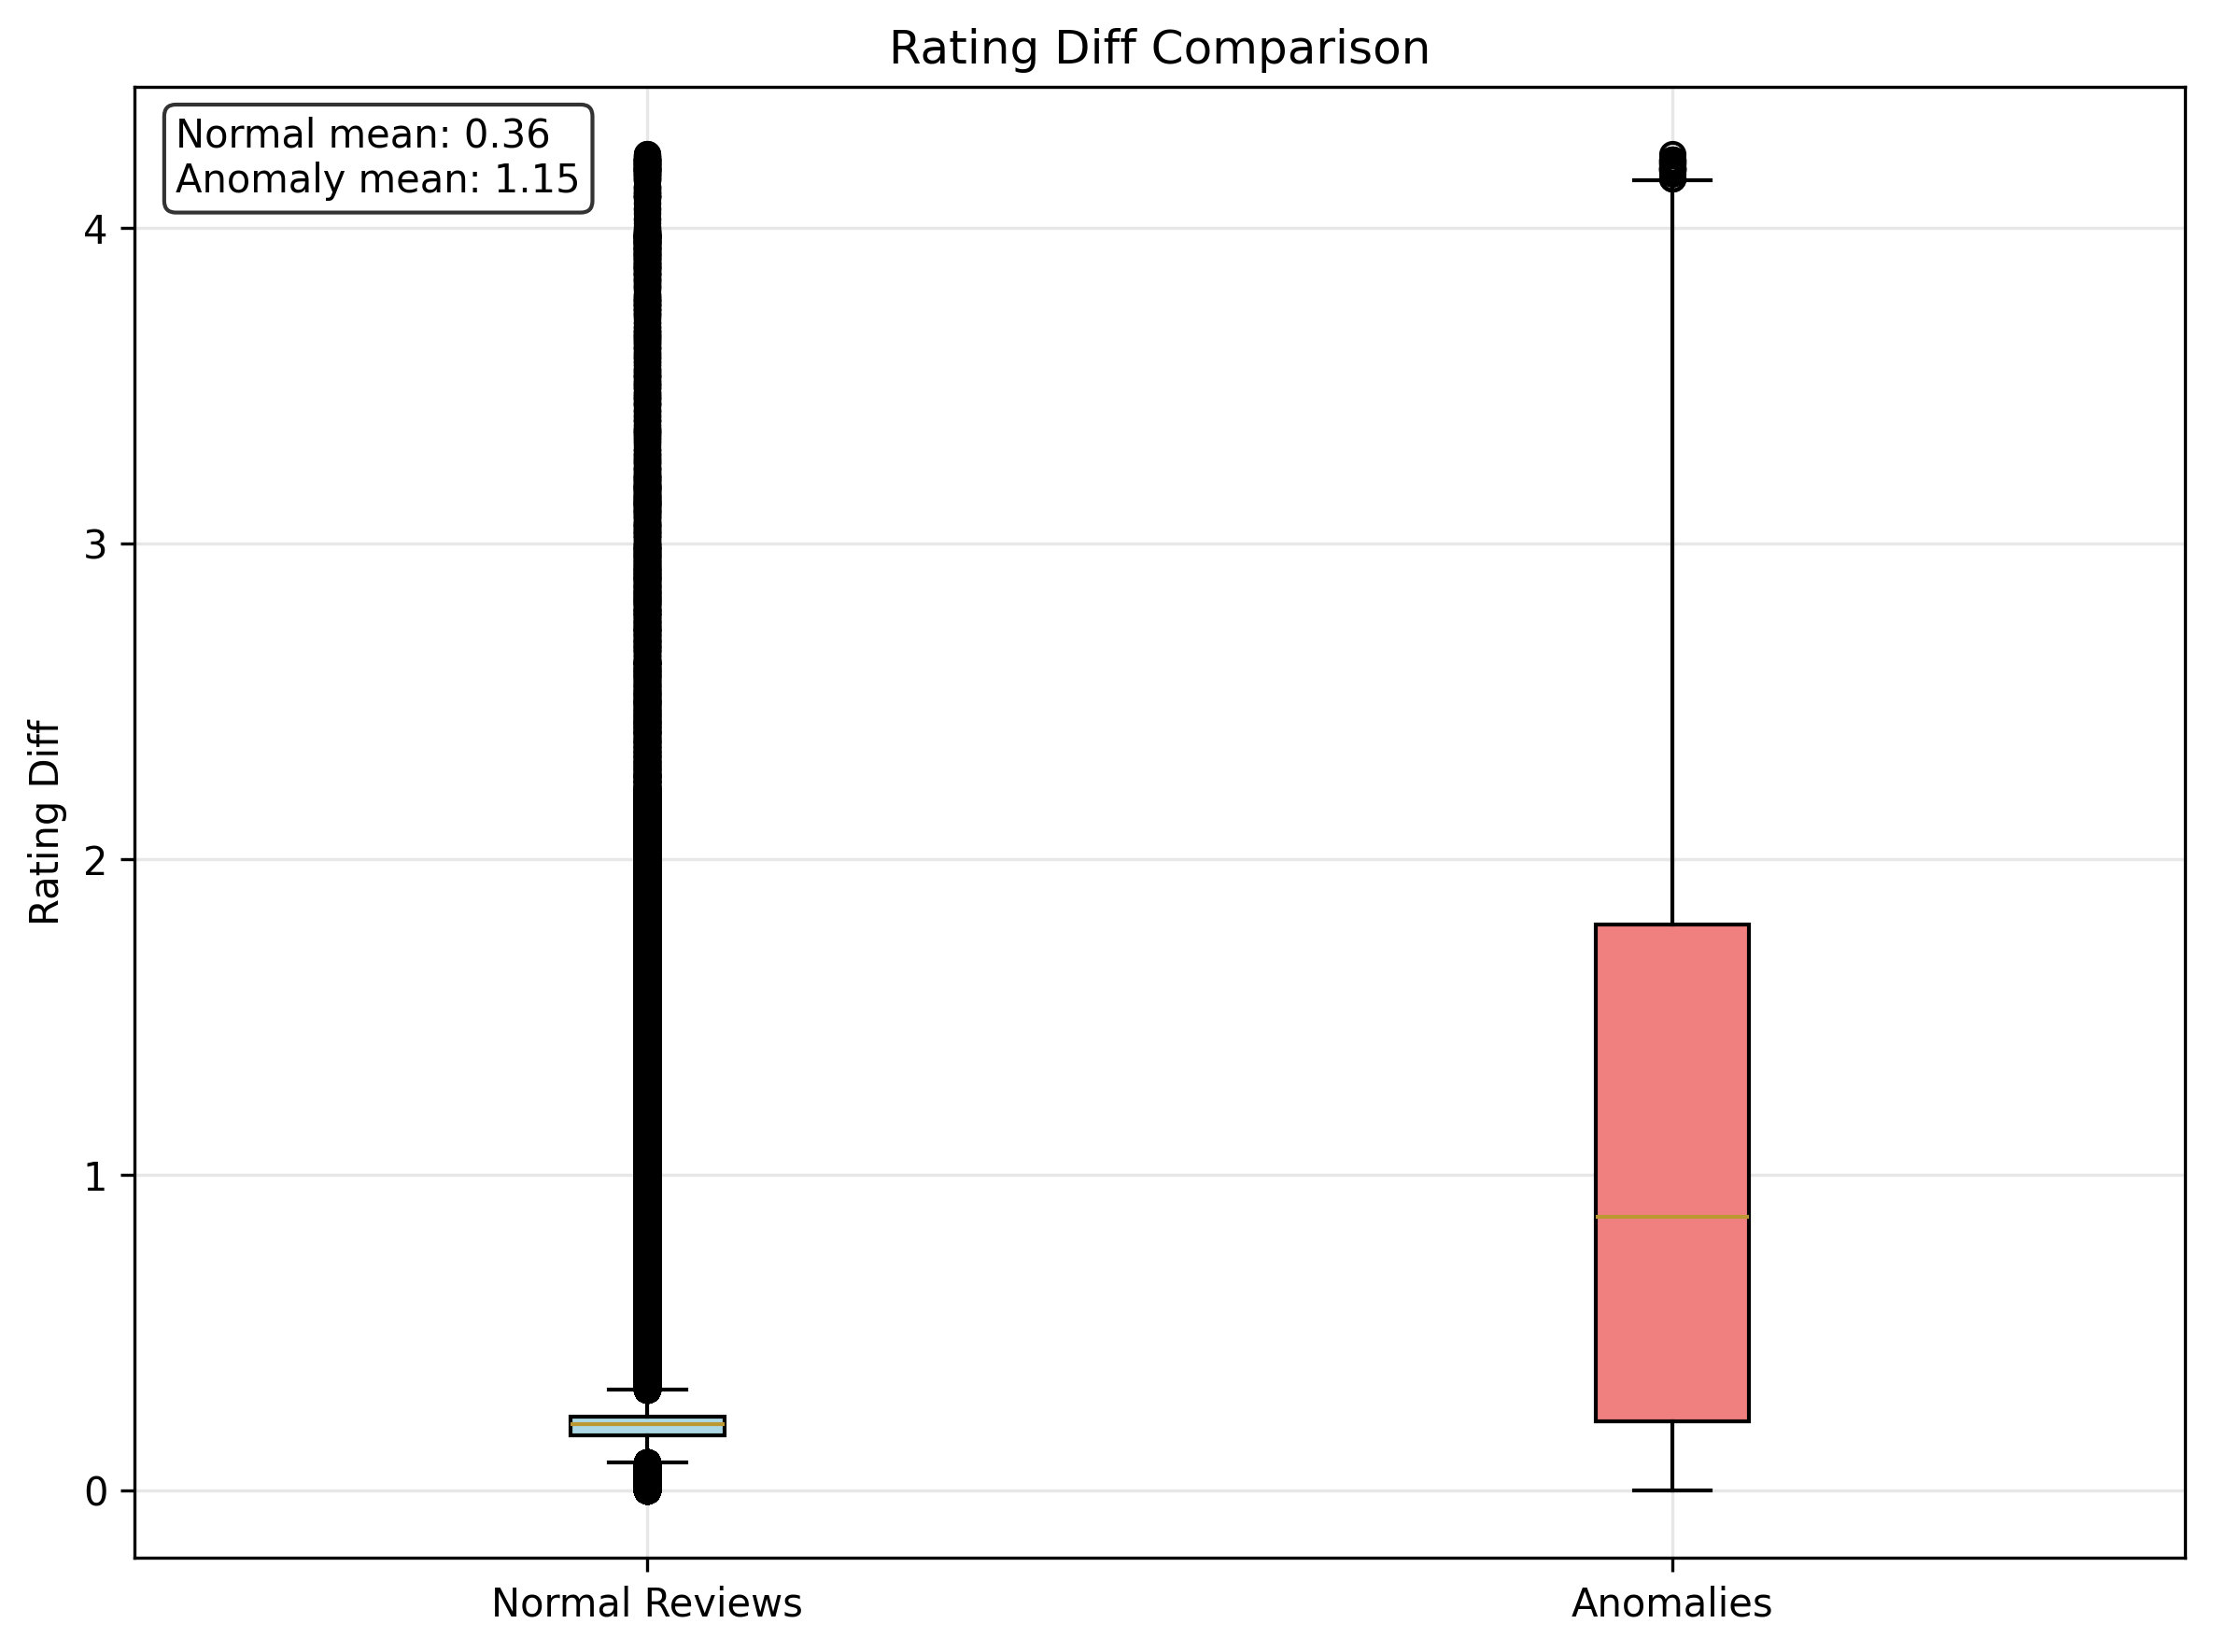 Rating Diff Comparison
Normal mean: 0.36
Anomaly mean: 1.15
4
3
2
1
0
Rating Diff
Normal Reviews
Anomalies